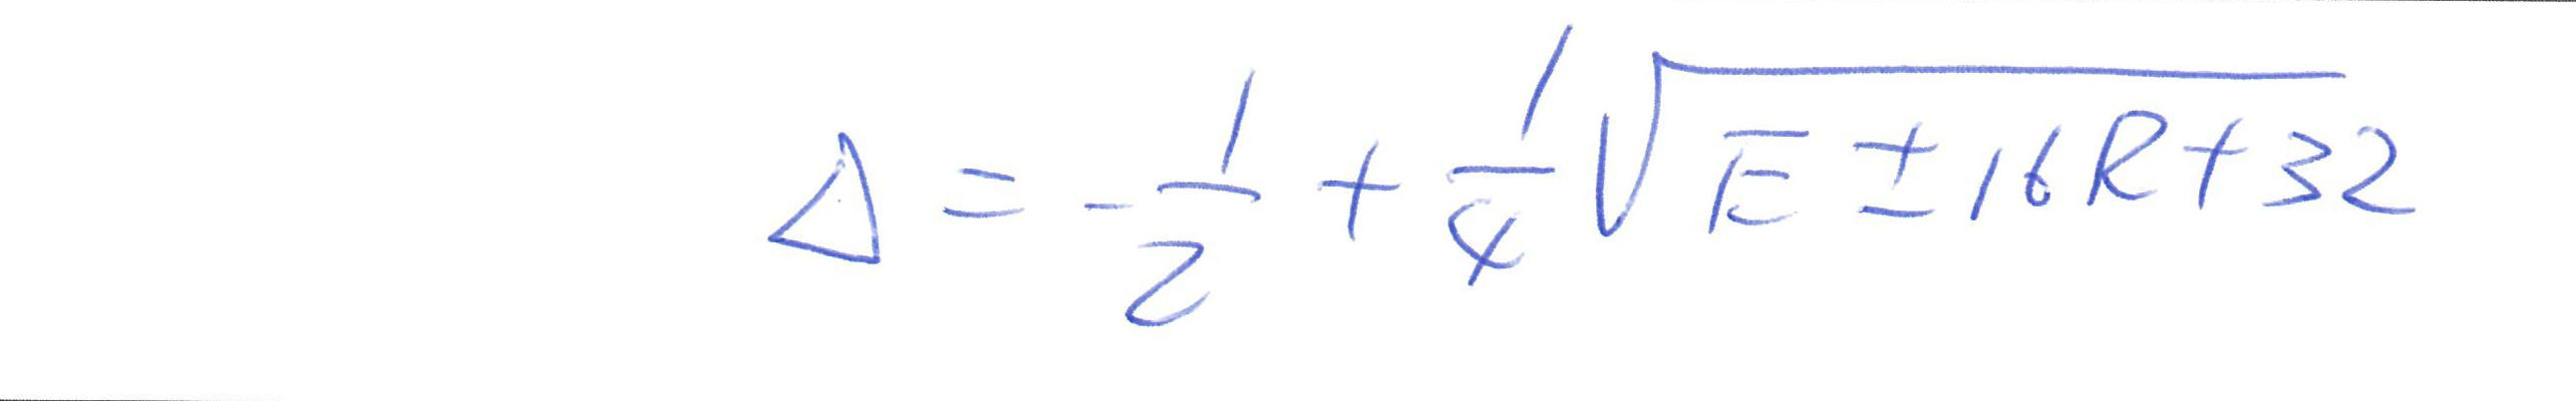 Δ = -1/2 + 1/4 √(E ± 16R + 32)